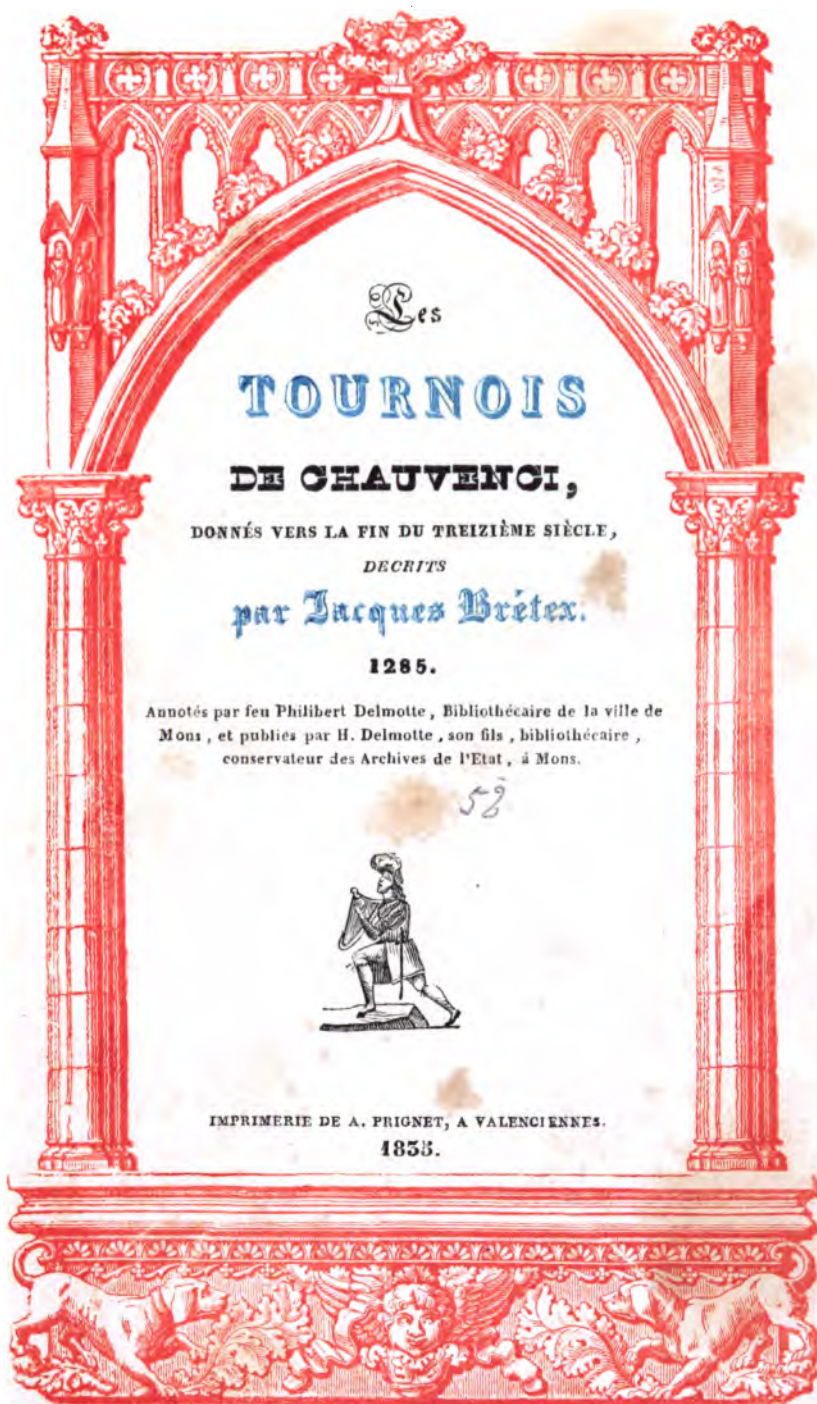 Les
TOURNOIS
DE CHAUVENCI,
DONNÉS VERS LA FIN DU TREIZIÈME SIÈCLE,
DECRITS
par Jacques Brétex.
1285.
Annotés par feu Philibert Delmotte, Bibliothécaire de la ville de
Mons, et publiés par H. Delmotte, son fils, bibliothécaire,
conservateur des Archives de l'Etat, á Mons.
58
IMPRIMERIE DE A. PRIGNET, A VALENCIENNES.
1835.